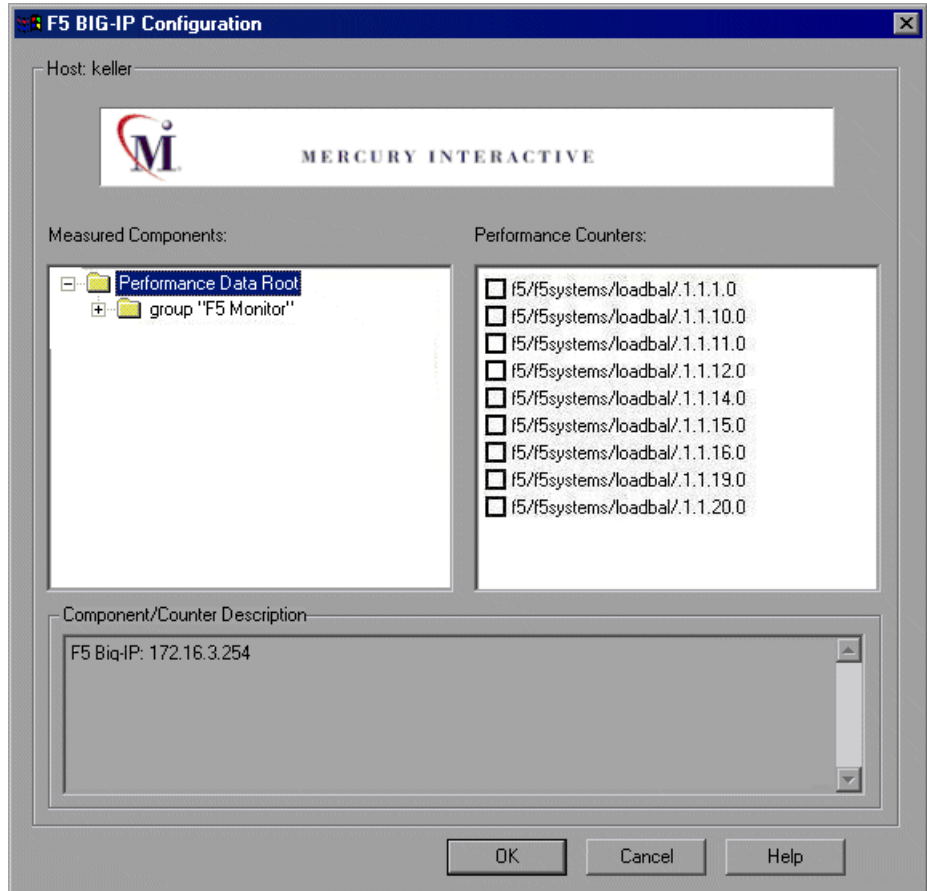 F5 BIG-IP Configuration
Host: keller
M
MERCURY INTERACTIVE
Measured Components:
Performance Data Root
group "F5 Monitor"
Performance Counters:
f5/f5systems/loadbal/.1.1.1.0
f5/f5systems/loadbal/.1.1.10.0
f5/f5systems/loadbal/.1.1.11.0
f5/f5systems/loadbal/.1.1.12.0
f5/f5systems/loadbal/.1.1.14.0
f5/f5systems/loadbal/.1.1.15.0
f5/f5systems/loadbal/.1.1.16.0
f5/f5systems/loadbal/.1.1.19.0
f5/f5systems/loadbal/.1.1.20.0
Component/Counter Description
F5 Big-IP: 172.16.3.254
OK Cancel Help